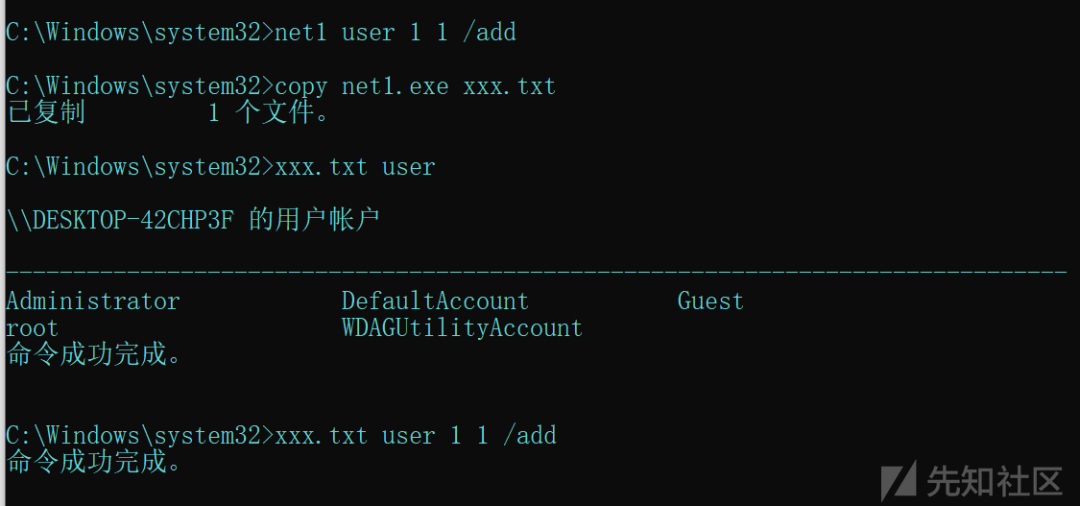 C:\Windows\system32>net1 user 1 1 /add
C:\Windows\system32>copy net1.exe xxx.txt
已复制         1 个文件。
C:\Windows\system32>xxx.txt user
\\DESKTOP-42CHP3F 的用户帐户
-------------------------------------------------------------------------------
Administrator            DefaultAccount           Guest
root                     WDAGUtilityAccount
命令成功完成。
C:\Windows\system32>xxx.txt user 1 1 /add
命令成功完成。
先知社区